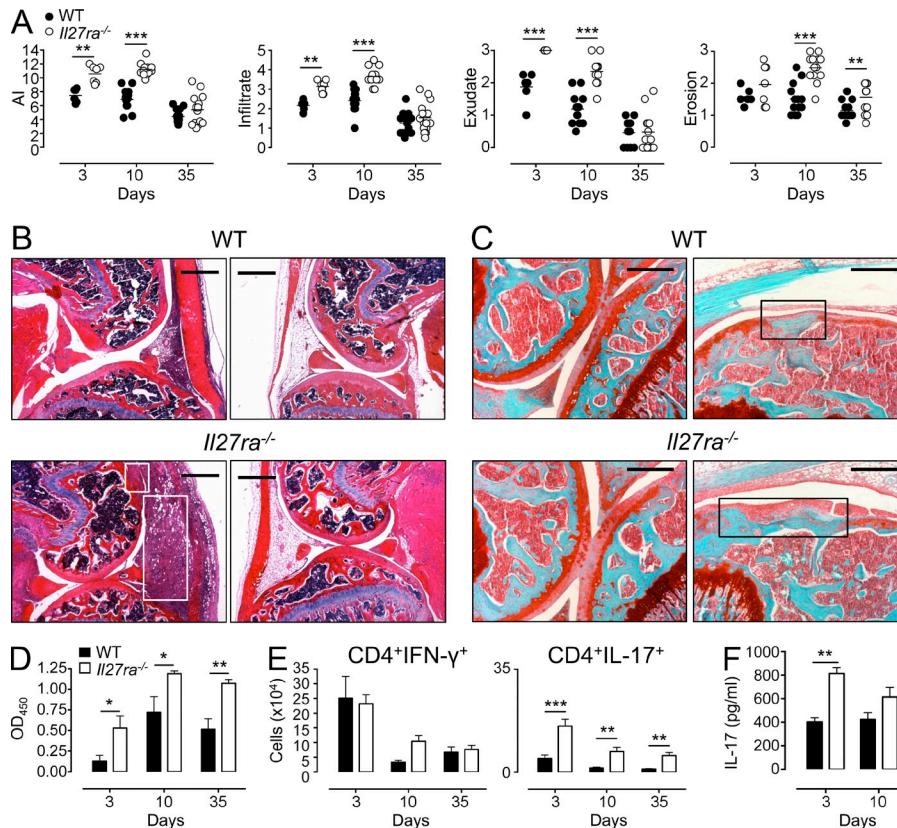 A
WT
Il27ra-/-
** ***
AI
14
12
10
8
6
4
2
0
3 10 35
Days
** ***
Infiltrate
5
4
3
2
1
0
3 10 35
Days
*** ***
Exudate
3
2
1
0
3 10 35
Days
*** **
Erosion
3
2
1
0
3 10 35
Days
B
WT
Il27ra-/-
C
WT
Il27ra-/-
D
WT
Il27ra-/-
* * **
OD450
1.25
1.00
0.75
0.50
0.25
0.00
3 10 35
Days
E
CD4+IFN-γ+
Cells (x10⁴)
35
30
25
20
15
10
5
0
3 10 35
Days
CD4+IL-17+
35
0
*** ** **
3 10 35
Days
F
**
IL-17 (pg/ml)
1000
800
600
400
200
0
3 10
Days